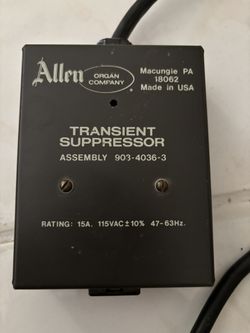 Allen
ORGAN
COMPANY
Macungie PA
18062
Made in USA
TRANSIENT
SUPPRESSOR
ASSEMBLY 903-4036-3
RATING: 15A. 115VAC±10% 47-63Hz.